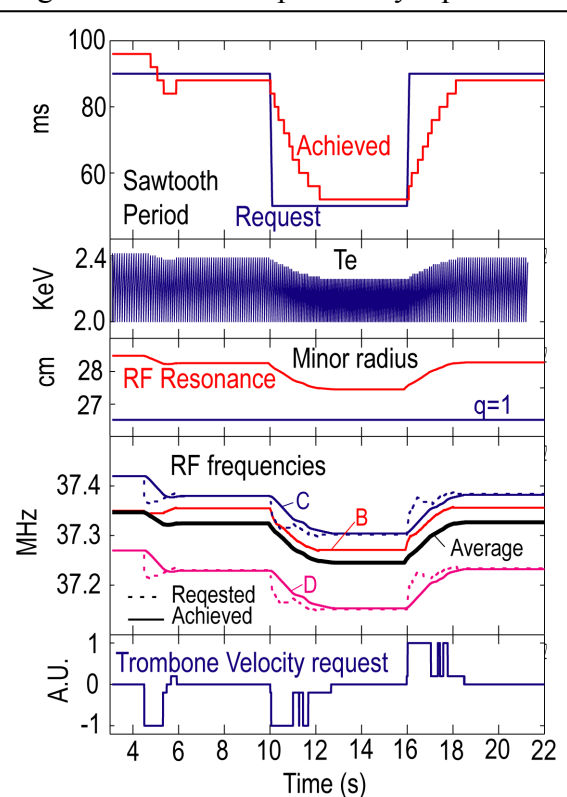 100
80
60
ms
Achieved
Sawtooth
Period
Request
2.4
2.0
KeV
Te
28
27
cm
Minor radius
RF Resonance
q=1
37.4
37.3
37.2
MHz
RF frequencies
C
B
Average
D
Reqested
Achieved
1
0
-1
A.U.
Trombone Velocity request
4 6 8 10 12 14 16 18 20 22
Time (s)